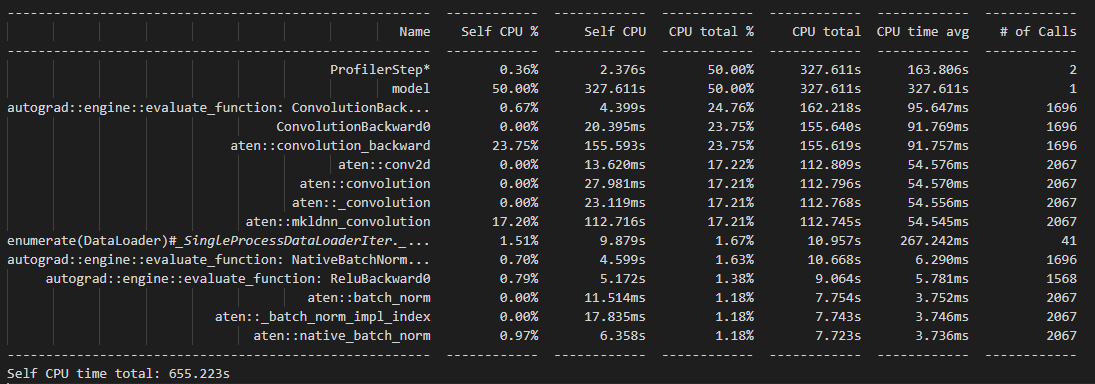 ------------------------------------------------------- ------------ ------------ ------------ ------------ ------------ ------------
Name Self CPU % Self CPU CPU total % CPU total CPU time avg # of Calls
------------------------------------------------------- ------------ ------------ ------------ ------------ ------------ ------------
ProfilerStep* 0.36% 2.376s 50.00% 327.611s 163.806s 2
model 50.00% 327.611s 50.00% 327.611s 327.611s 1
autograd::engine::evaluate_function: ConvolutionBack... 0.67% 4.399s 24.76% 162.218s 95.647ms 1696
ConvolutionBackward0 0.00% 20.395ms 23.75% 155.640s 91.769ms 1696
aten::convolution_backward 23.75% 155.593s 23.75% 155.619s 91.757ms 1696
aten::conv2d 0.00% 13.620ms 17.22% 112.809s 54.576ms 2067
aten::convolution 0.00% 27.981ms 17.21% 112.796s 54.570ms 2067
aten::_convolution 0.00% 23.119ms 17.21% 112.768s 54.556ms 2067
aten::mkldnn_convolution 17.20% 112.716s 17.21% 112.745s 54.545ms 2067
enumerate(DataLoader)#_SingleProcessDataLoaderIter._... 1.51% 9.879s 1.67% 10.957s 267.242ms 41
autograd::engine::evaluate_function: NativeBatchNorm... 0.70% 4.599s 1.63% 10.668s 6.290ms 1696
autograd::engine::evaluate_function: ReluBackward0 0.79% 5.172s 1.38% 9.064s 5.781ms 1568
aten::batch_norm 0.00% 11.514ms 1.18% 7.754s 3.752ms 2067
aten::_batch_norm_impl_index 0.00% 17.835ms 1.18% 7.743s 3.746ms 2067
aten::native_batch_norm 0.97% 6.358s 1.18% 7.723s 3.736ms 2067
------------------------------------------------------- ------------ ------------ ------------ ------------ ------------ ------------
Self CPU time total: 655.223s